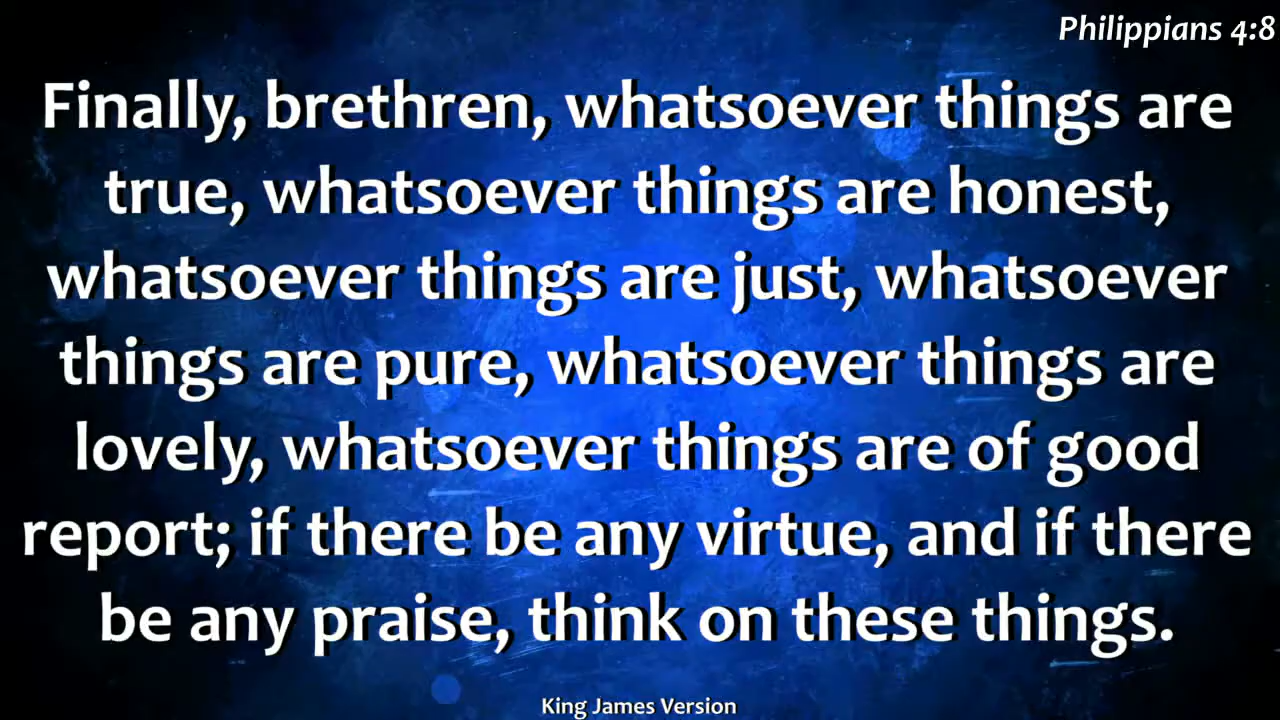 Philippians 4:8
Finally, brethren, whatsoever things are
true, whatsoever things are honest,
whatsoever things are just, whatsoever
things are pure, whatsoever things are
lovely, whatsoever things are of good
report; if there be any virtue, and if there
be any praise, think on these things.
King James Version